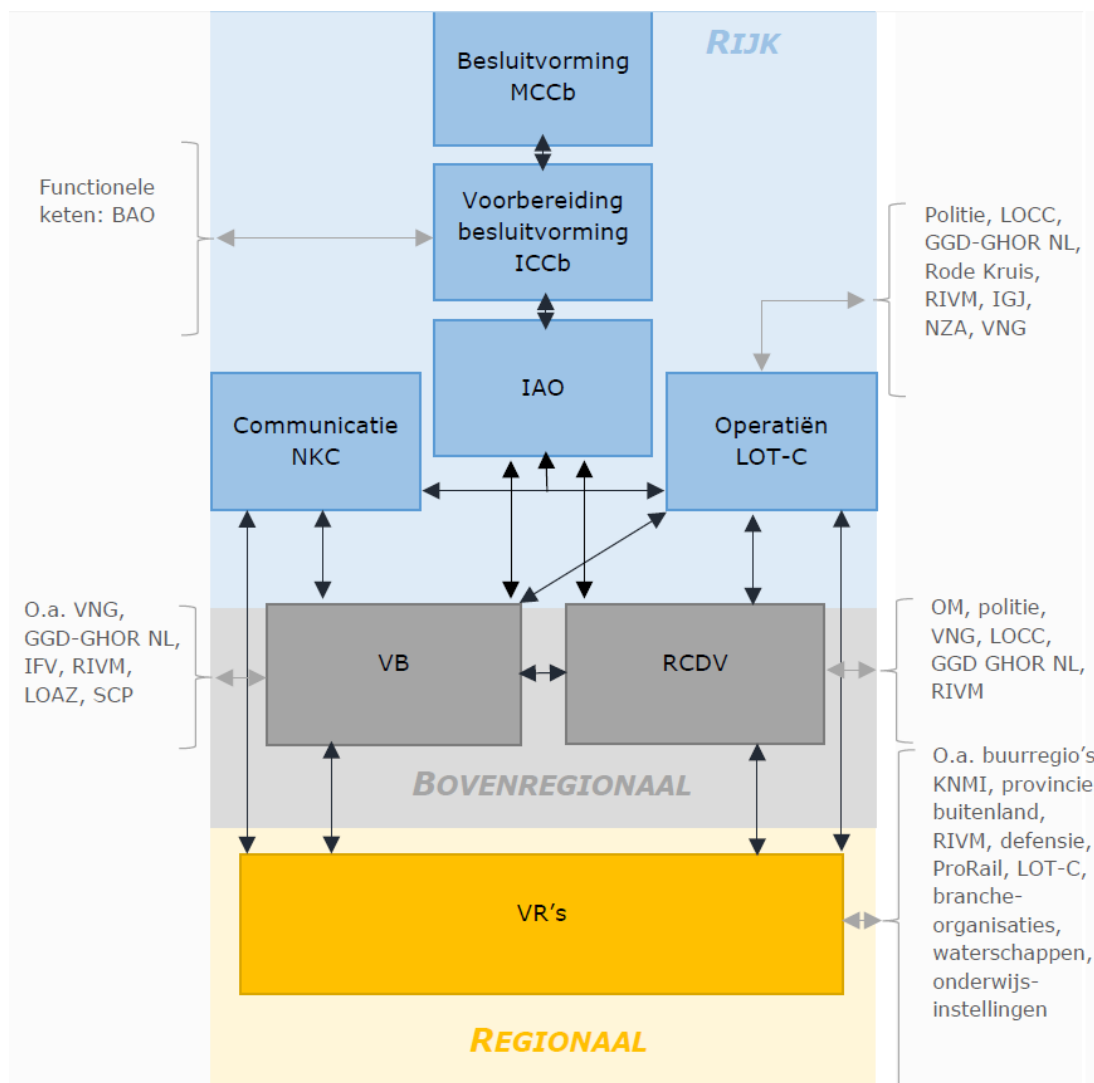 RIJK
Besluitvorming
MCCb
Functionele
keten: BAO
Voorbereiding
besluitvorming
ICCb
Politie, LOCC,
GGD-GHOR NL,
Rode Kruis,
RIVM, IGJ,
NZA, VNG
IAO
Communicatie
NKC
Operatiën
LOT-C
O.a. VNG,
GGD-GHOR NL,
IFV, RIVM,
LOAZ, SCP
VB
RCDV
OM, politie,
VNG, LOCC,
GGD GHOR NL,
RIVM
BOVENREGIONAAL
O.a. buurregio's
KNMI, provincie
buitenland,
RIVM, defensie,
ProRail, LOT-C,
branche-
organisaties,
waterschappen,
onderwijs-
instellingen
VR's
REGIONAAL